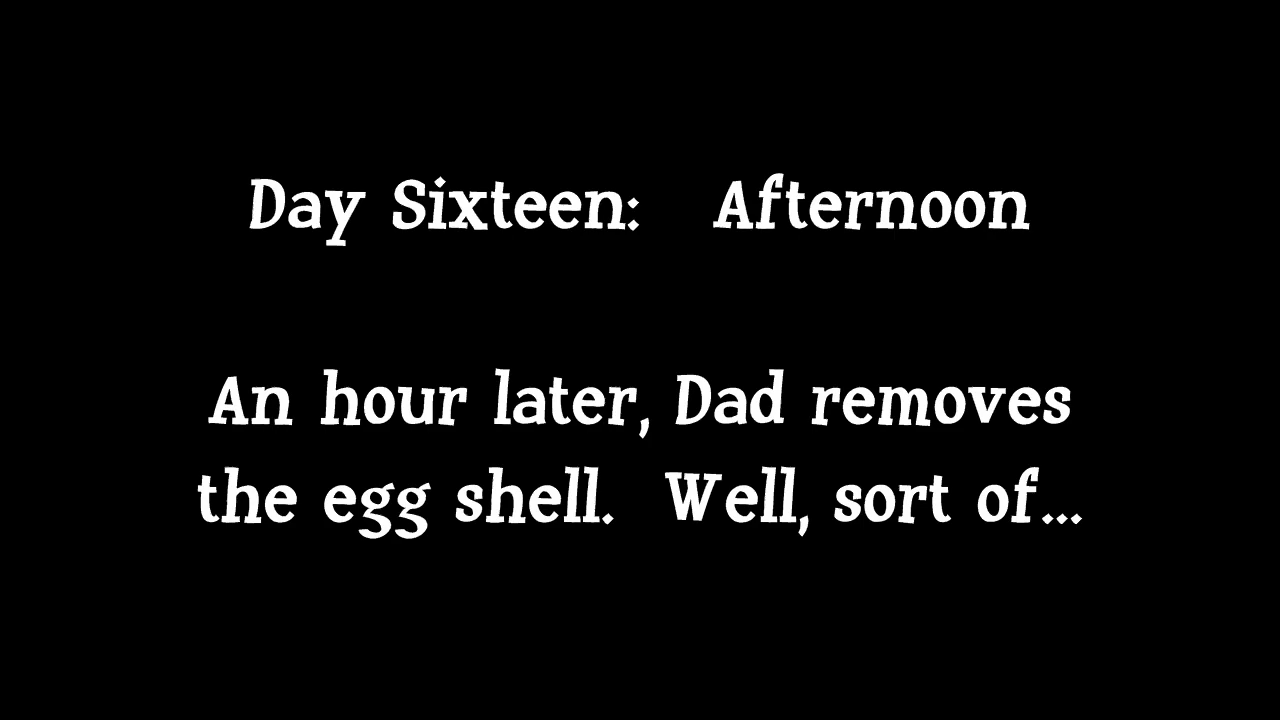 Day Sixteen: Afternoon
An hour later, Dad removes
the egg shell. Well, sort of...